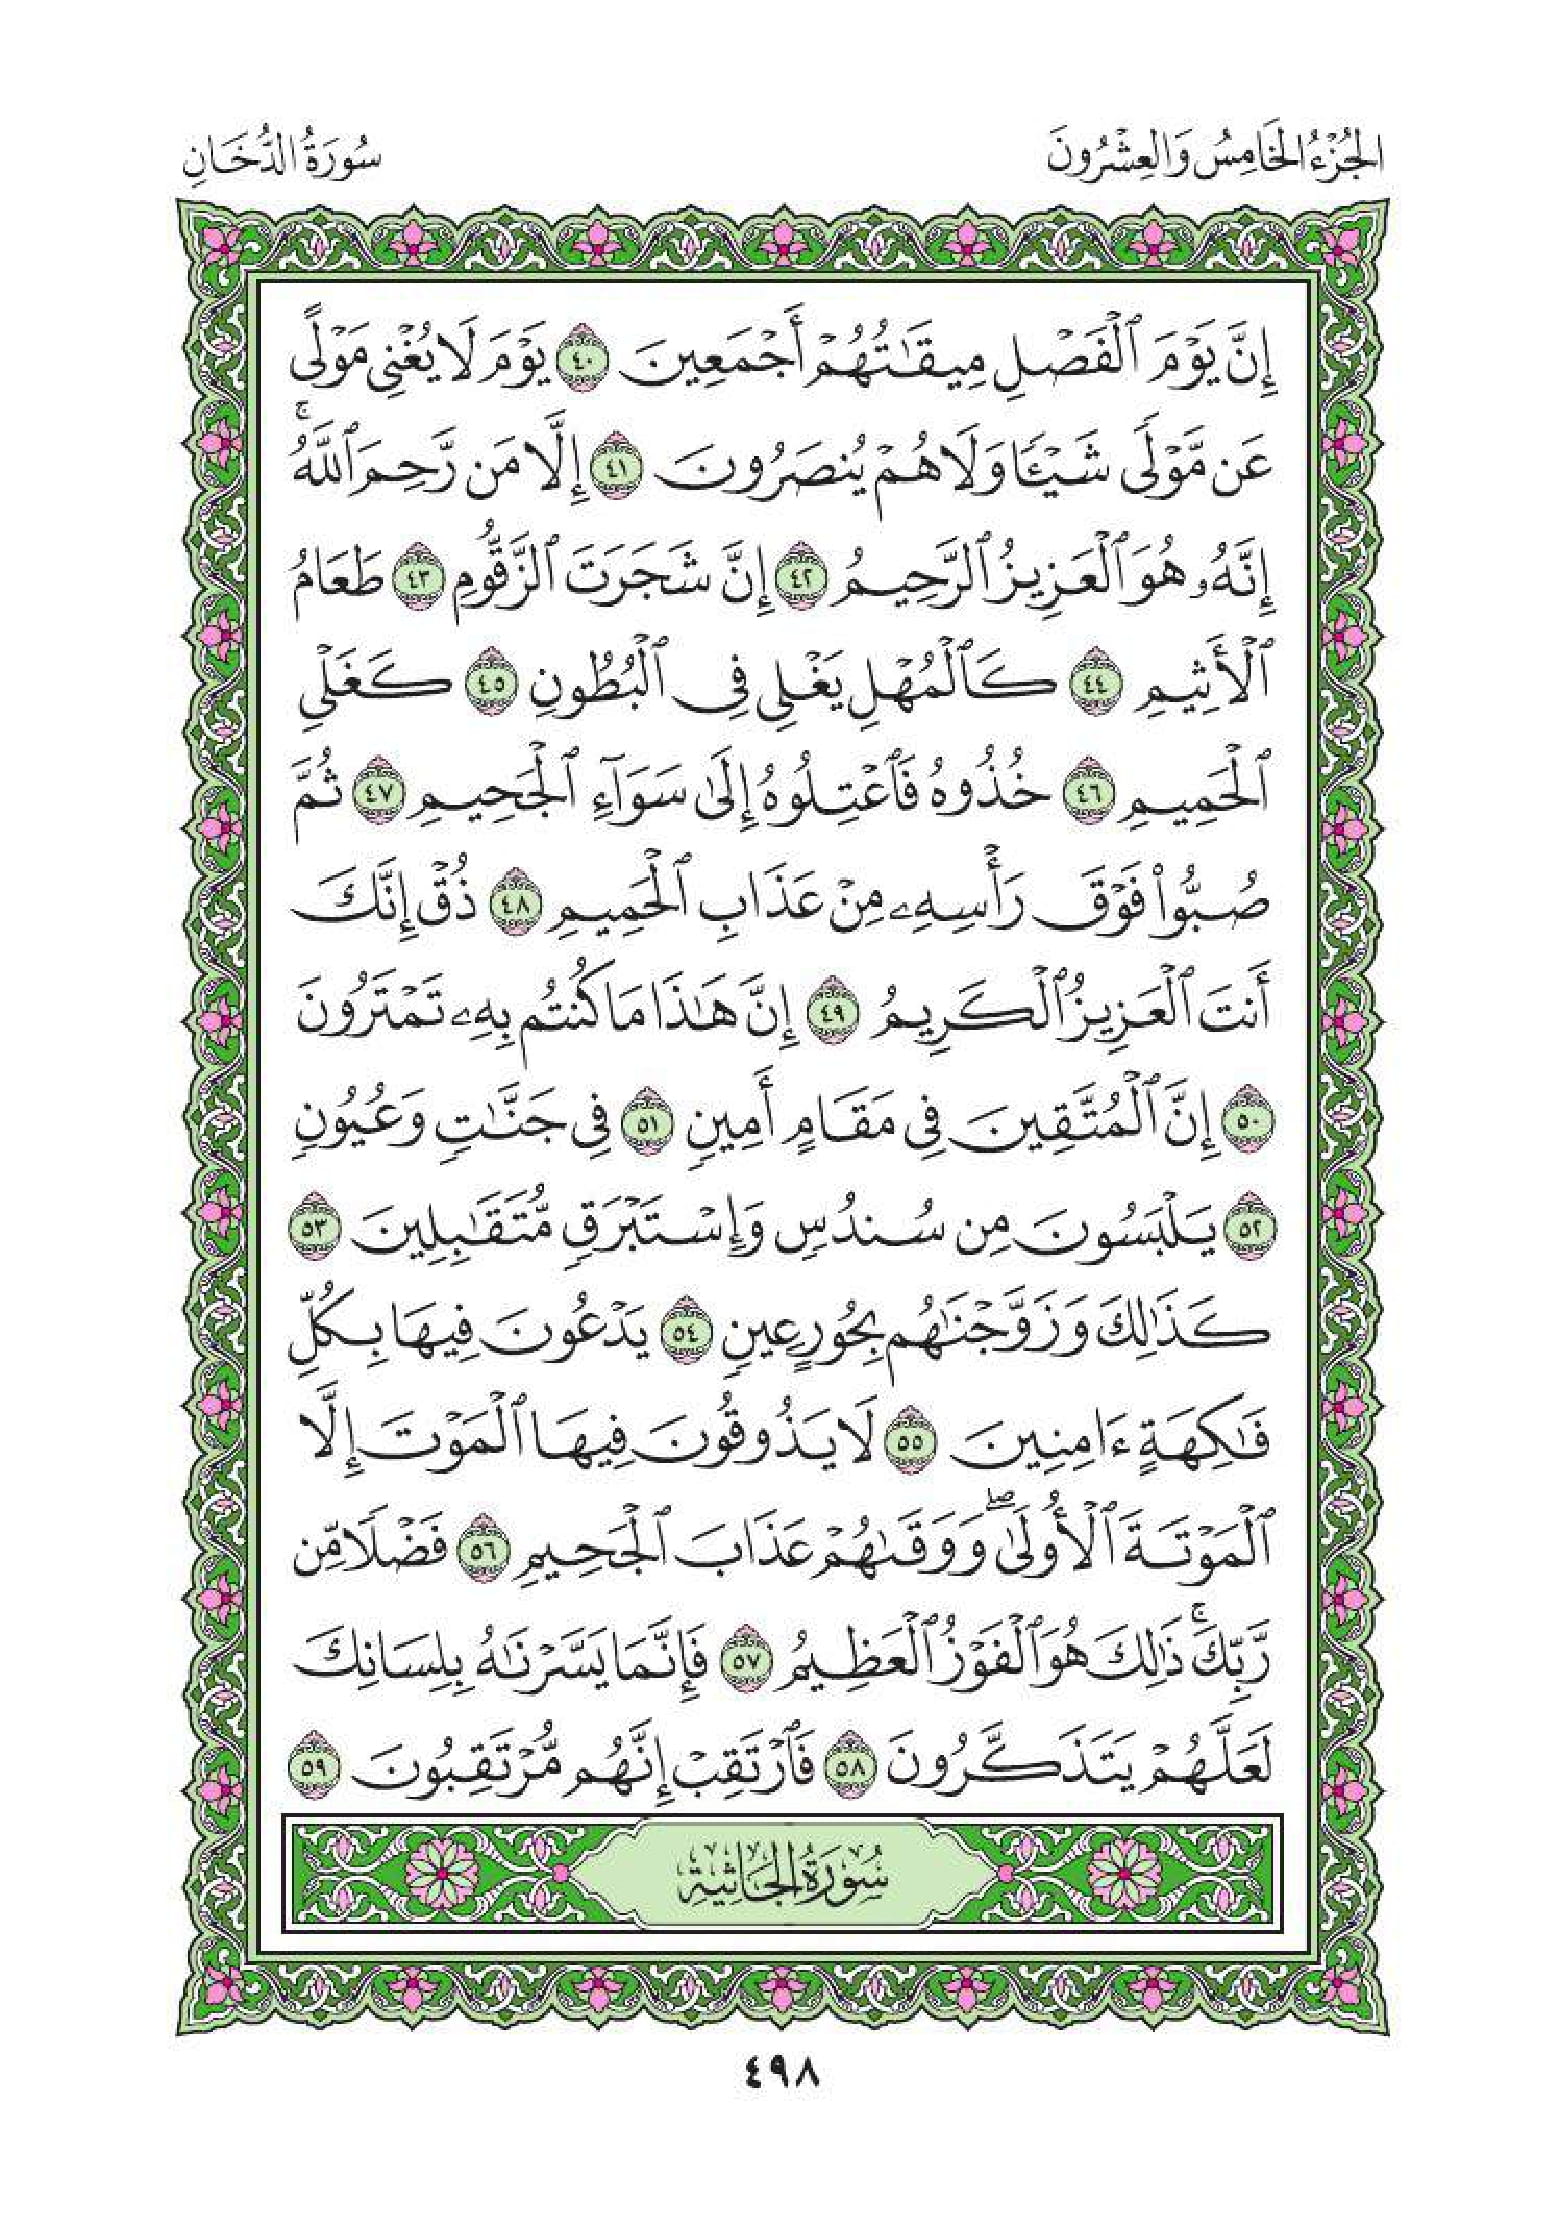 الجُزْءُ الخَامِسُ وَالعِشْرُونَ
سُورَةُ الدُّخَانِ
إِنَّ يَوْمَ ٱلْفَصْلِ مِيقَـٰتُهُمْ أَجْمَعِينَ ٤٠ يَوْمَ لَا يُغْنِى مَوْلًى
عَن مَّوْلًى شَيْـًٔا وَلَا هُمْ يُنصَرُونَ ٤١ إِلَّا مَن رَّحِمَ ٱللَّهُ ۚ
إِنَّهُۥ هُوَ ٱلْعَزِيزُ ٱلرَّحِيمُ ٤٢ إِنَّ شَجَرَتَ ٱلزَّقُّومِ ٤٣ طَعَامُ
ٱلْأَثِيمِ ٤٤ كَٱلْمُهْلِ يَغْلِى فِى ٱلْبُطُونِ ٤٥ كَغَلْىِ
ٱلْحَمِيمِ ٤٦ خُذُوهُ فَٱعْتِلُوهُ إِلَىٰ سَوَآءِ ٱلْجَحِيمِ ٤٧ ثُمَّ
صُبُّوا۟ فَوْقَ رَأْسِهِۦ مِنْ عَذَابِ ٱلْحَمِيمِ ٤٨ ذُقْ إِنَّكَ
أَنتَ ٱلْعَزِيزُ ٱلْكَرِيمُ ٤٩ إِنَّ هَـٰذَا مَا كُنتُم بِهِۦ تَمْتَرُونَ
٥٠ إِنَّ ٱلْمُتَّقِينَ فِى مَقَامٍ أَمِينٍ ٥١ فِى جَنَّـٰتٍ وَعُيُونٍ
٥٢ يَلْبَسُونَ مِن سُندُسٍ وَإِسْتَبْرَقٍ مُّتَقَـٰبِلِينَ ٥٣
كَذَٰلِكَ وَزَوَّجْنَـٰهُم بِحُورٍ عِينٍ ٥٤ يَدْعُونَ فِيهَا بِكُلِّ
فَـٰكِهَةٍ ءَامِنِينَ ٥٥ لَا يَذُوقُونَ فِيهَا ٱلْمَوْتَ إِلَّا
ٱلْمَوْتَةَ ٱلْأُولَىٰ ۖ وَوَقَىٰهُمْ عَذَابَ ٱلْجَحِيمِ ٥٦ فَضْلًا مِّن
رَّبِّكَ ۚ ذَٰلِكَ هُوَ ٱلْفَوْزُ ٱلْعَظِيمُ ٥٧ فَإِنَّمَا يَسَّرْنَـٰهُ بِلِسَانِكَ
لَعَلَّهُمْ يَتَذَكَّرُونَ ٥٨ فَٱرْتَقِبْ إِنَّهُم مُّرْتَقِبُونَ ٥٩
سُورَةُ الجَاثِيَةِ
٤٩٨